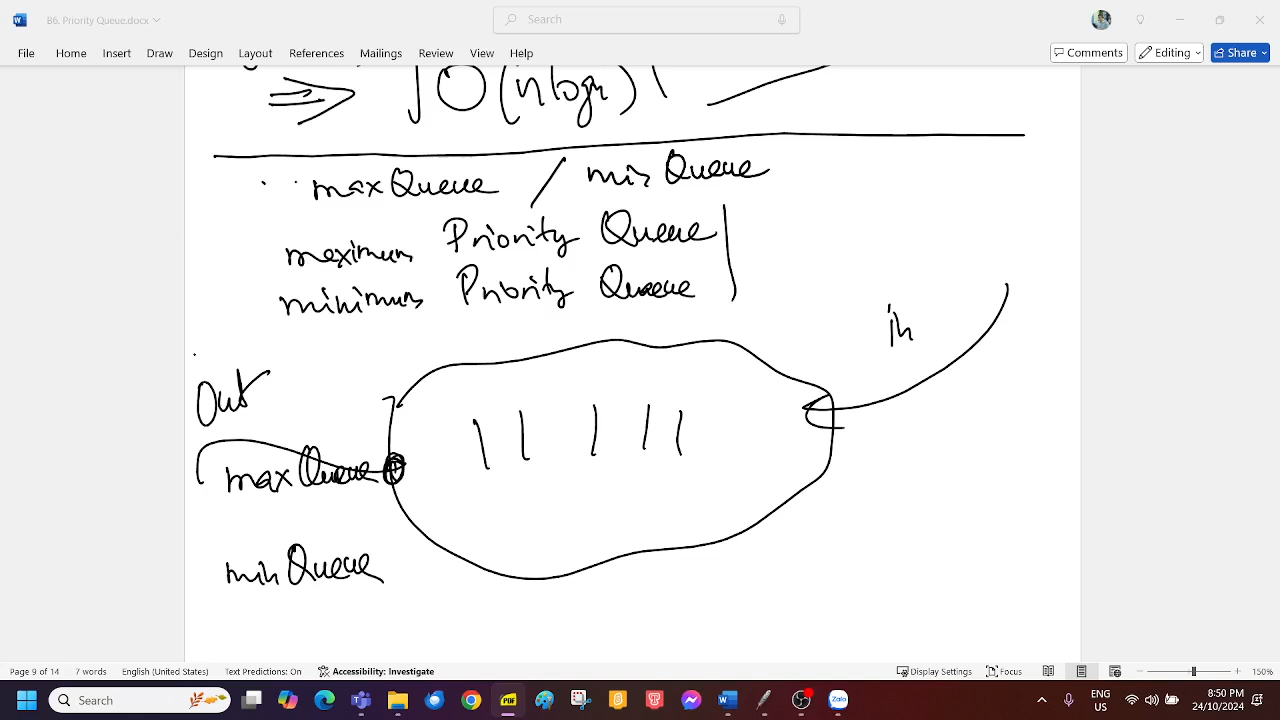 B6. Priority Queue.docx
Search
File Home Insert Draw Design Layout References Mailings Review View Help
Comments Editing Share
O(nlogn)
maxQueue / minQueue
maximum Priority Queue
minimum Priority Queue
in
Out
maxQueue
minQueue
Page 9 of 14 7 words English (United States) Text Predictions: On Accessibility: Investigate Display Settings Focus 150%
Search PDF Zalo ENG 8:50 PM
US 24/10/2024